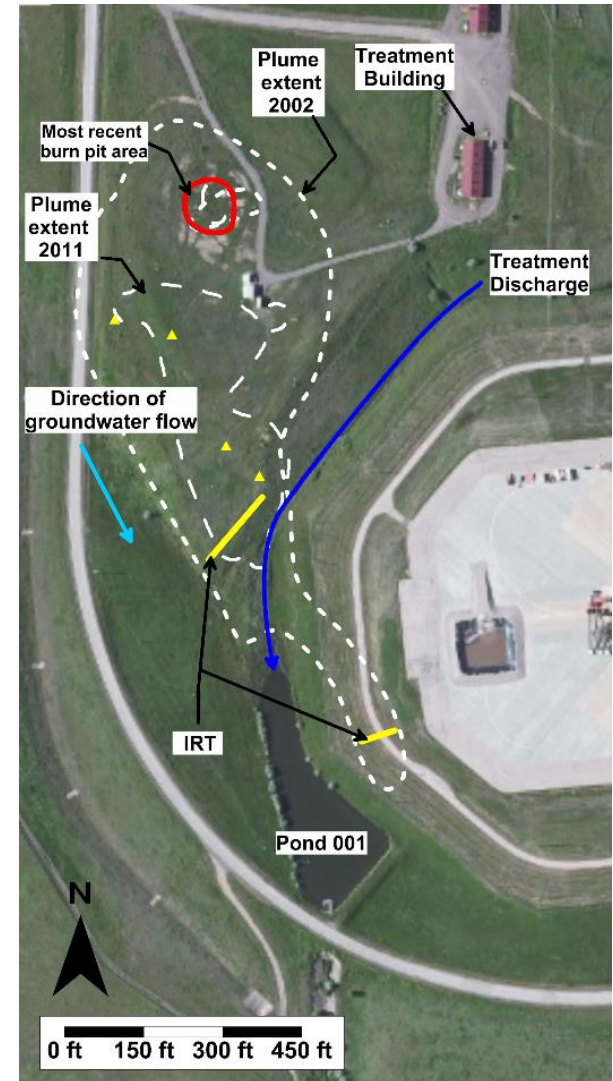 Plume
extent
2002
Treatment
Building
Most recent
burn pit area
Plume
extent
2011
Treatment
Discharge
Direction of
groundwater flow
IRT
Pond 001
N
0 ft 150 ft 300 ft 450 ft